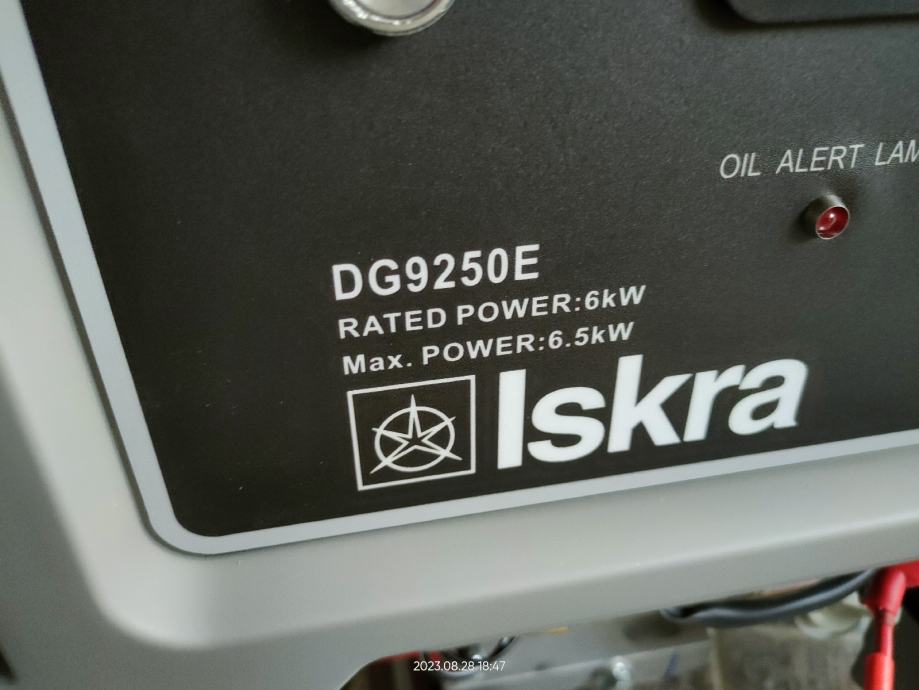 OIL ALERT LAM
DG9250E
RATED POWER:6kW
Max. POWER:6.5kW
Iskra
2023.08.28 18:47